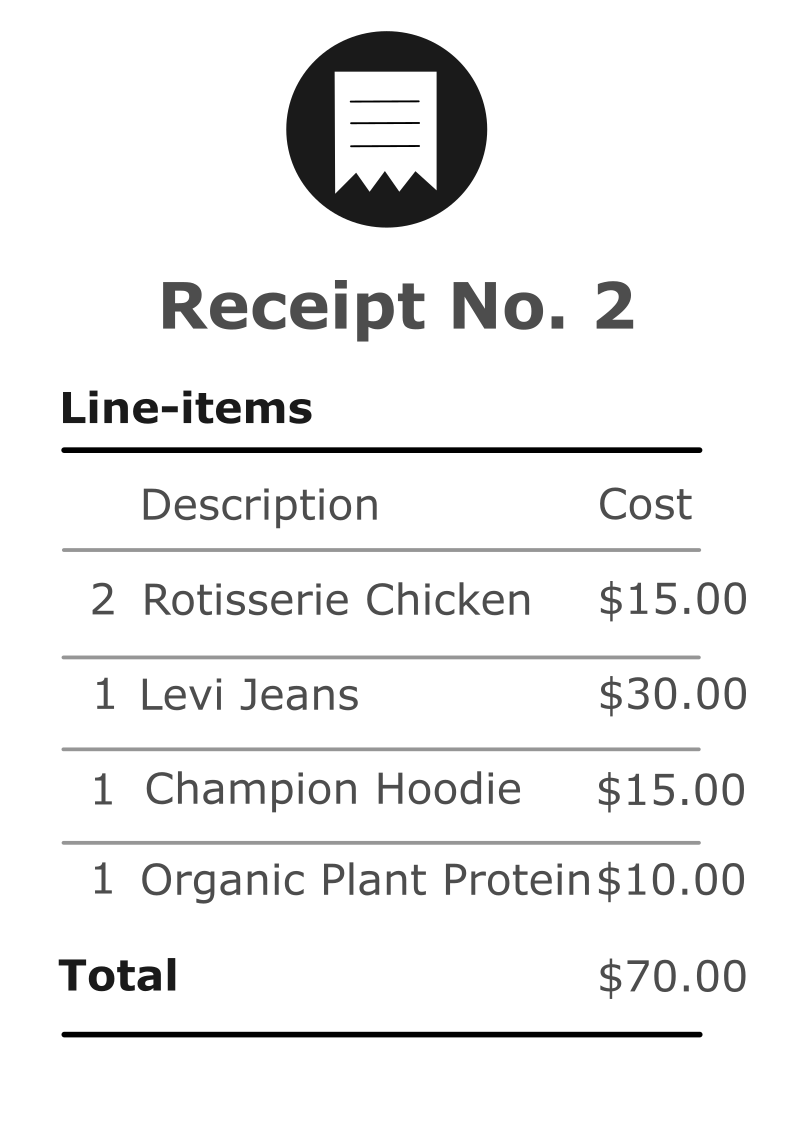 Receipt No. 2
Line-items
Description Cost
2 Rotisserie Chicken $15.00
1 Levi Jeans $30.00
1 Champion Hoodie $15.00
1 Organic Plant Protein $10.00
Total $70.00